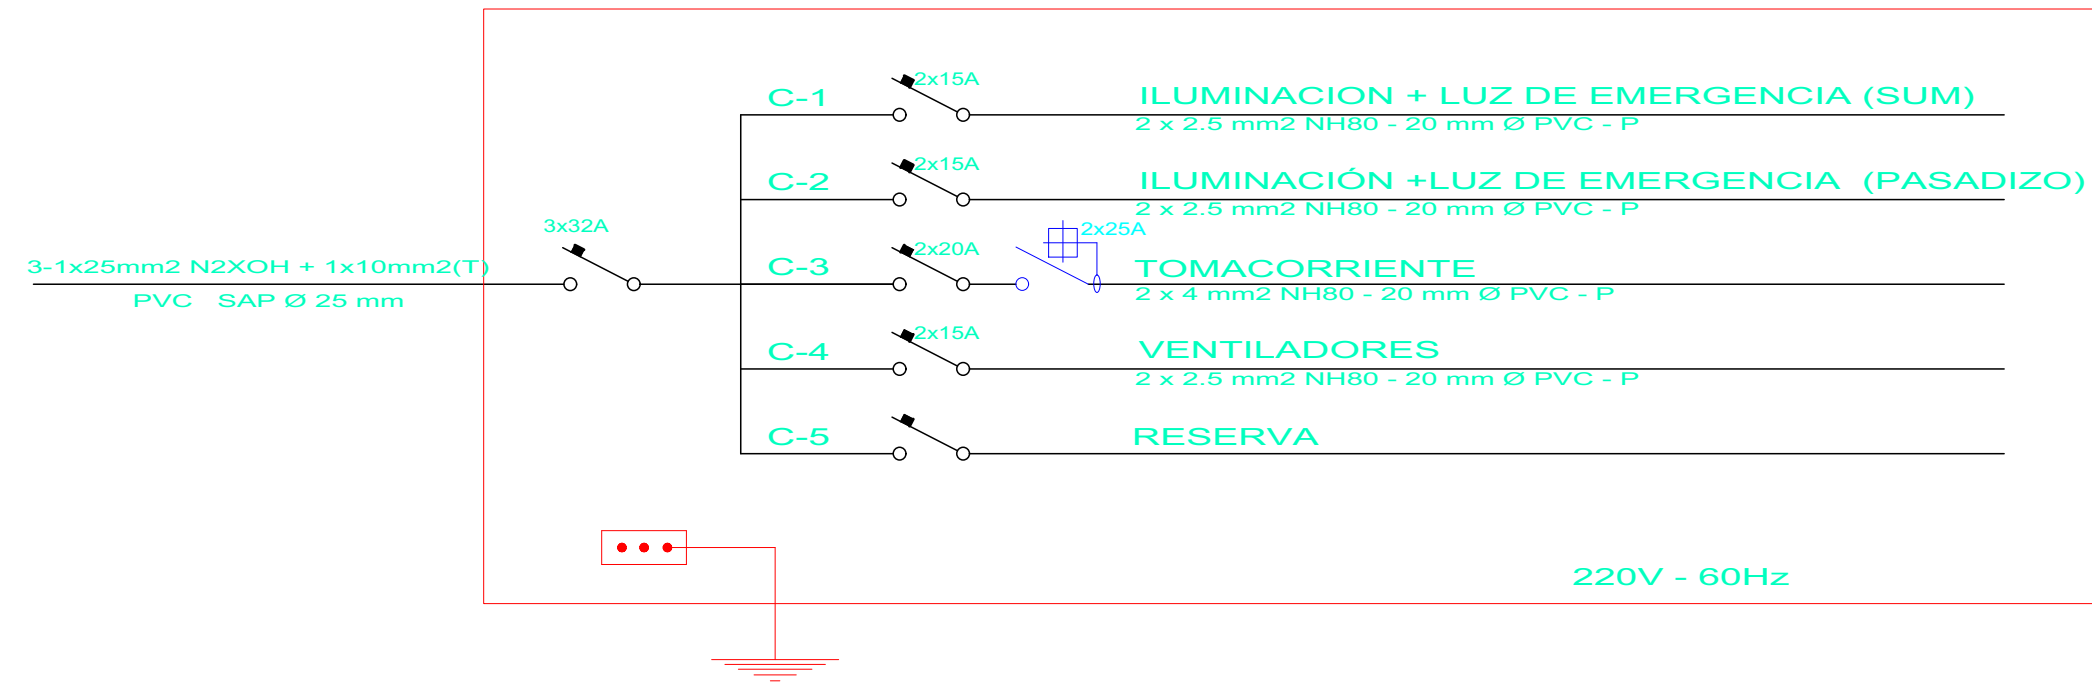 2x15A
C-1
ILUMINACION + LUZ DE EMERGENCIA (SUM)
2 x 2.5 mm2 NH80 - 20 mm Ø PVC - P
2x15A
C-2
ILUMINACIÓN +LUZ DE EMERGENCIA (PASADIZO)
2 x 2.5 mm2 NH80 - 20 mm Ø PVC - P
3x32A
2x25A
2x20A
3-1x25mm2 N2XOH + 1x10mm2(T)
C-3
TOMACORRIENTE
PVC SAP Ø 25 mm
2 x 4 mm2 NH80 - 20 mm Ø PVC - P
2x15A
C-4
VENTILADORES
2 x 2.5 mm2 NH80 - 20 mm Ø PVC - P
C-5
RESERVA
220V - 60Hz